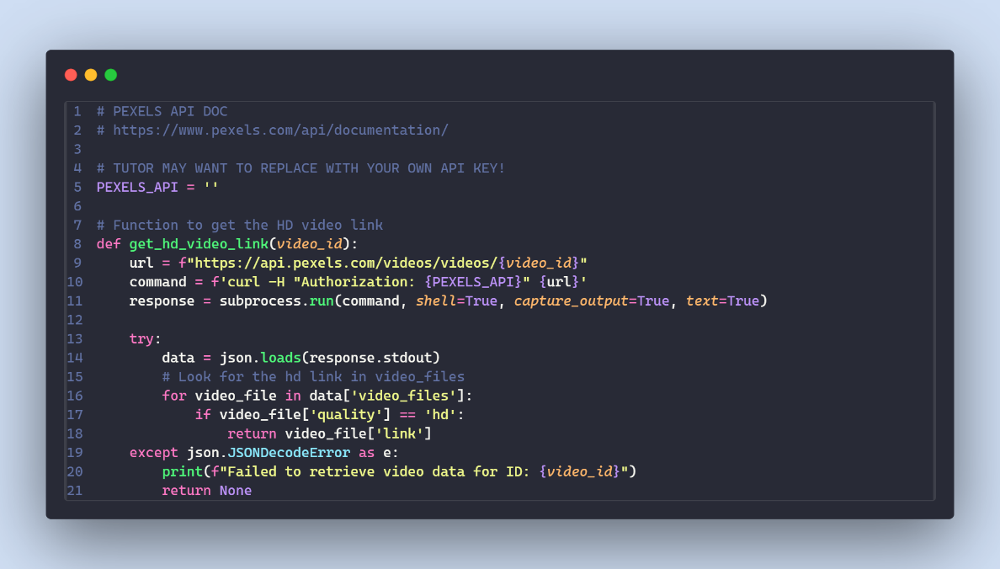 1 # PEXELS API DOC
2 # https://www.pexels.com/api/documentation/
3
4 # TUTOR MAY WANT TO REPLACE WITH YOUR OWN API KEY!
5 PEXELS_API = ''
6
7 # Function to get the HD video link
8 def get_hd_video_link(video_id):
9     url = f"https://api.pexels.com/videos/videos/{video_id}"
10     command = f'curl -H "Authorization: {PEXELS_API}" {url}'
11     response = subprocess.run(command, shell=True, capture_output=True, text=True)
12
13     try:
14         data = json.loads(response.stdout)
15         # Look for the hd link in video_files
16         for video_file in data['video_files']:
17             if video_file['quality'] == 'hd':
18                 return video_file['link']
19     except json.JSONDecodeError as e:
20         print(f"Failed to retrieve video data for ID: {video_id}")
21         return None